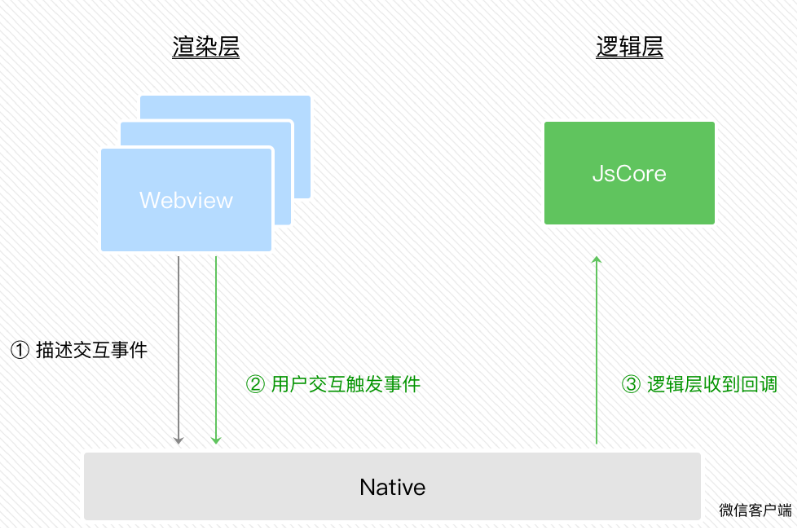 渲染层
逻辑层
Webview
JsCore
① 描述交互事件
② 用户交互触发事件
③ 逻辑层收到回调
Native
微信客户端